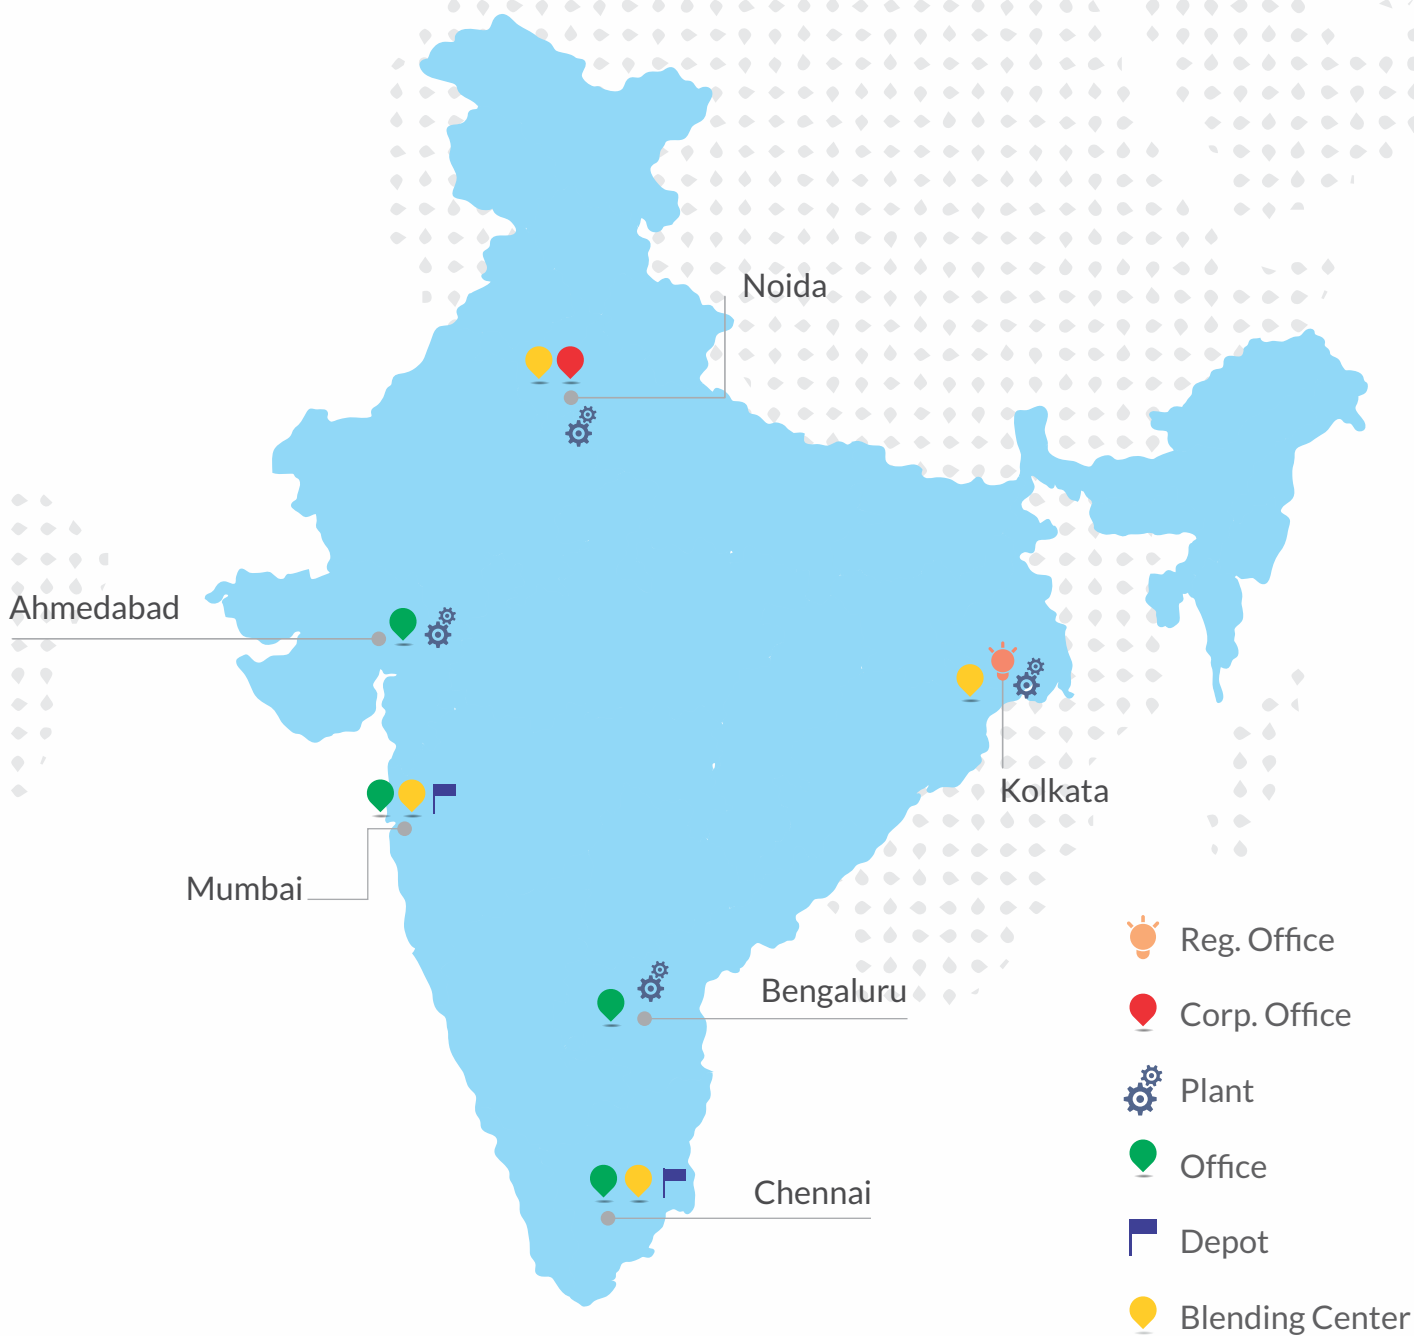 Noida
Ahmedabad
Kolkata
Mumbai
Bengaluru
Chennai
Reg. Office
Corp. Office
Plant
Office
Depot
Blending Center